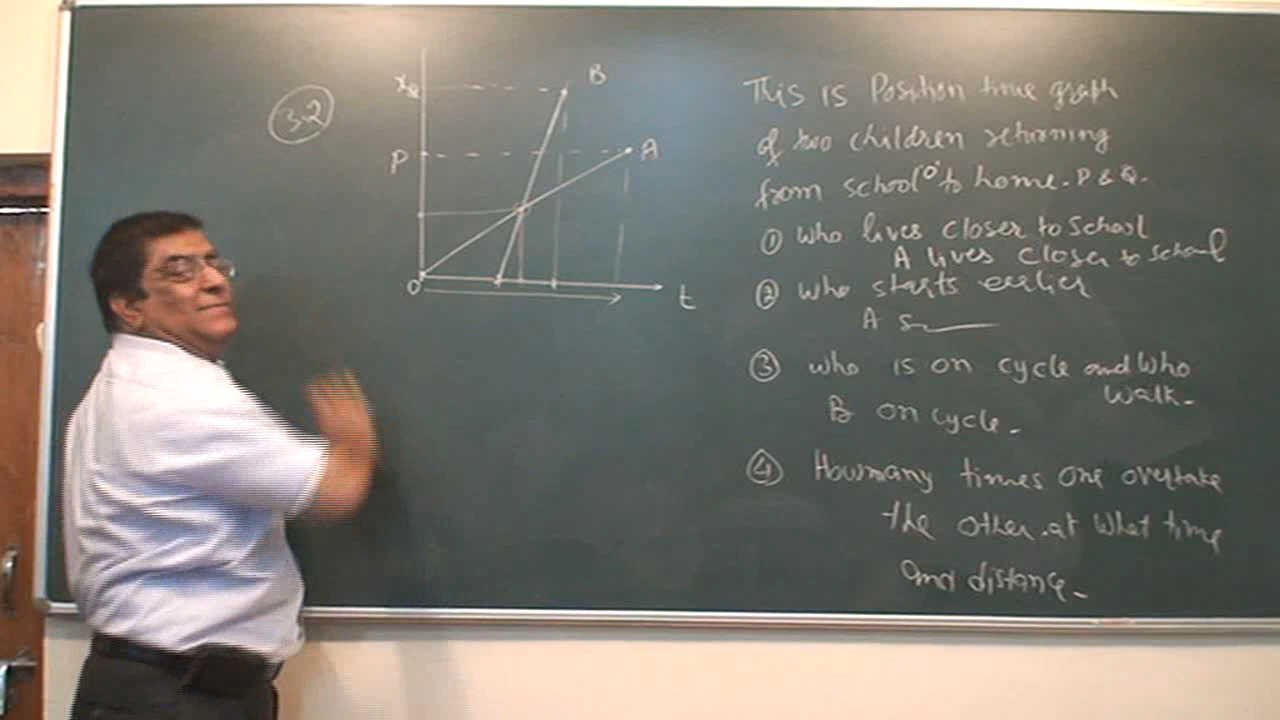 3.2
x Q
B
P
A
O
t
This is Position time graph
of two children returning
from school "O" to home. P & Q.
① who lives closer to School
A lives closer to school
② who starts earlier
A s
③ who is on cycle and who
walk.
B on cycle.
④ How many times one overtake
the other. at what time
and distance.